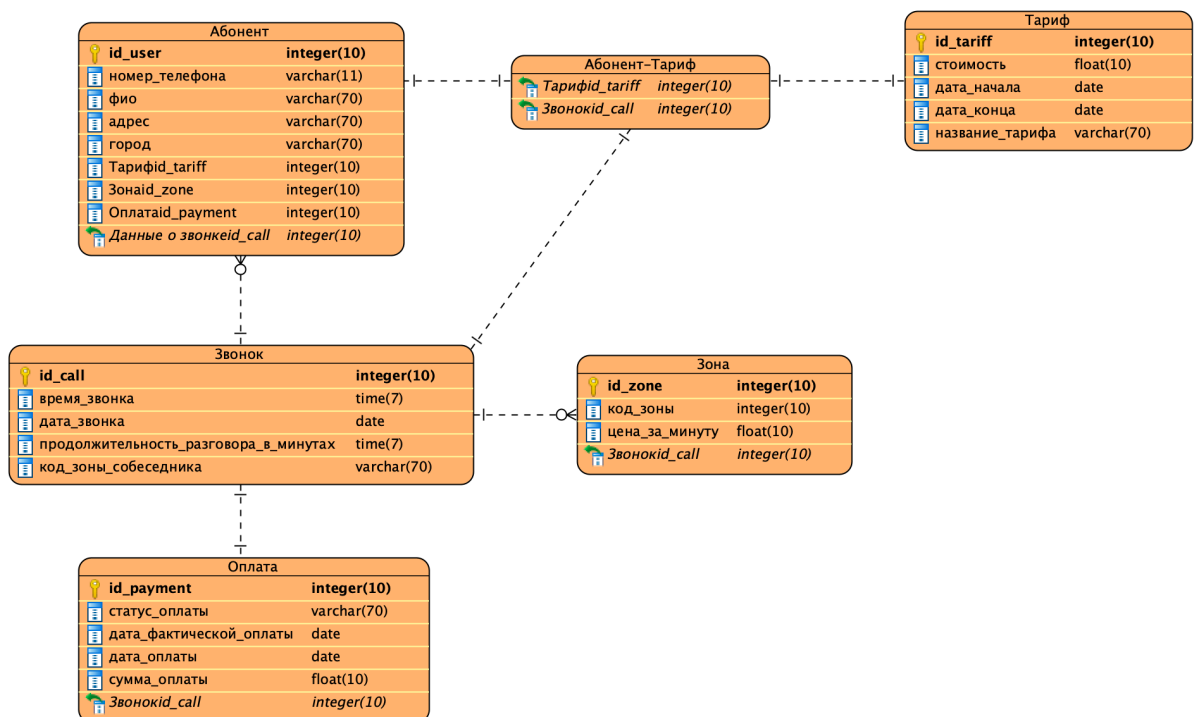 Абонент
id_user integer(10)
номер_телефона varchar(11)
фио varchar(70)
адрес varchar(70)
город varchar(70)
Тарифid_tariff integer(10)
Зонаid_zone integer(10)
Оплатаid_payment integer(10)
Данные о звонкеid_call integer(10)
Абонент-Тариф
Тарифid_tariff integer(10)
Звонокid_call integer(10)
Тариф
id_tariff integer(10)
стоимость float(10)
дата_начала date
дата_конца date
название_тарифа varchar(70)
Звонок
id_call integer(10)
время_звонка time(7)
дата_звонка date
продолжительность_разговора_в_минутах time(7)
код_зоны_собеседника varchar(70)
Зона
id_zone integer(10)
код_зоны integer(10)
цена_за_минуту float(10)
Звонокid_call integer(10)
Оплата
id_payment integer(10)
статус_оплаты varchar(70)
дата_фактической_оплаты date
дата_оплаты date
сумма_оплаты float(10)
Звонокid_call integer(10)